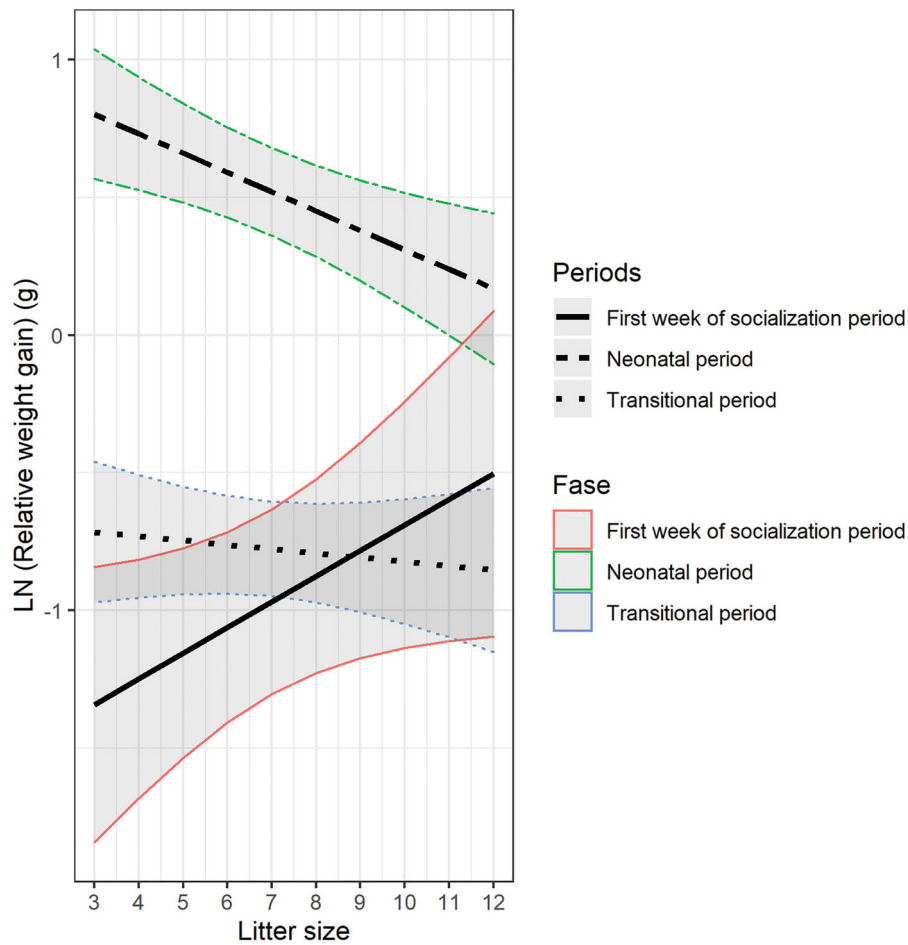 LN (Relative weight gain) (g)
1
0
-1
3 4 5 6 7 8 9 10 11 12
Litter size
Periods
First week of socialization period
Neonatal period
Transitional period
Fase
First week of socialization period
Neonatal period
Transitional period